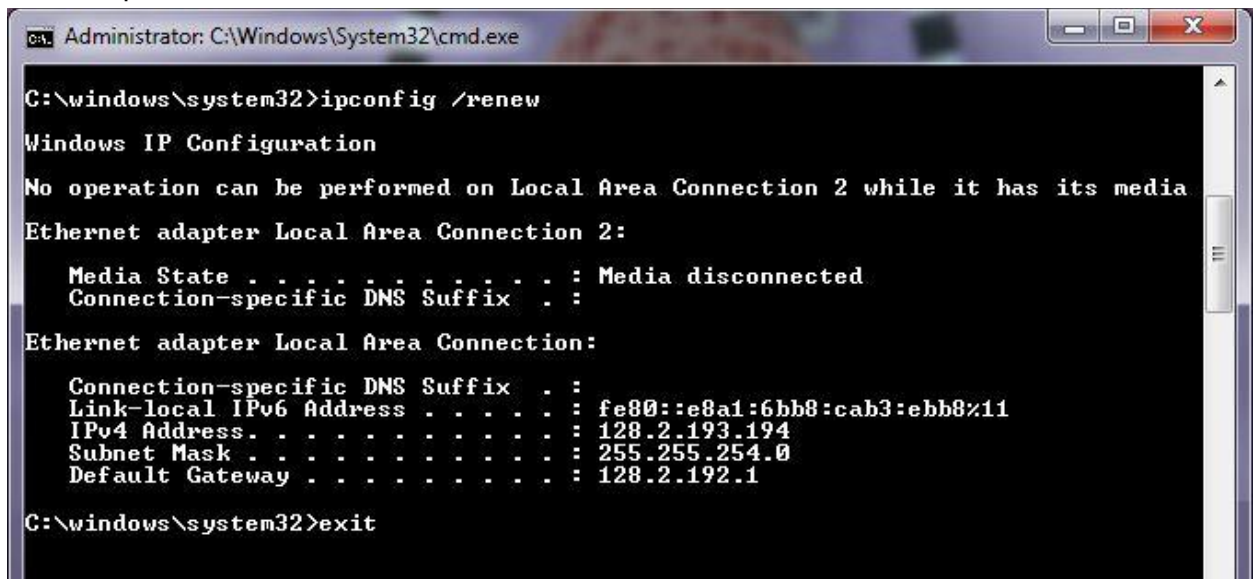 Administrator: C:\Windows\System32\cmd.exe
C:\windows\system32>ipconfig /renew
Windows IP Configuration
No operation can be performed on Local Area Connection 2 while it has its media
Ethernet adapter Local Area Connection 2:
Media State . . . . . . . . . . . : Media disconnected
Connection-specific DNS Suffix . :
Ethernet adapter Local Area Connection:
Connection-specific DNS Suffix . :
Link-local IPv6 Address . . . . . : fe80::e8a1:6bb8:cab3:ebb8%11
IPv4 Address. . . . . . . . . . . : 128.2.193.194
Subnet Mask . . . . . . . . . . . : 255.255.254.0
Default Gateway . . . . . . . . . : 128.2.192.1
C:\windows\system32>exit